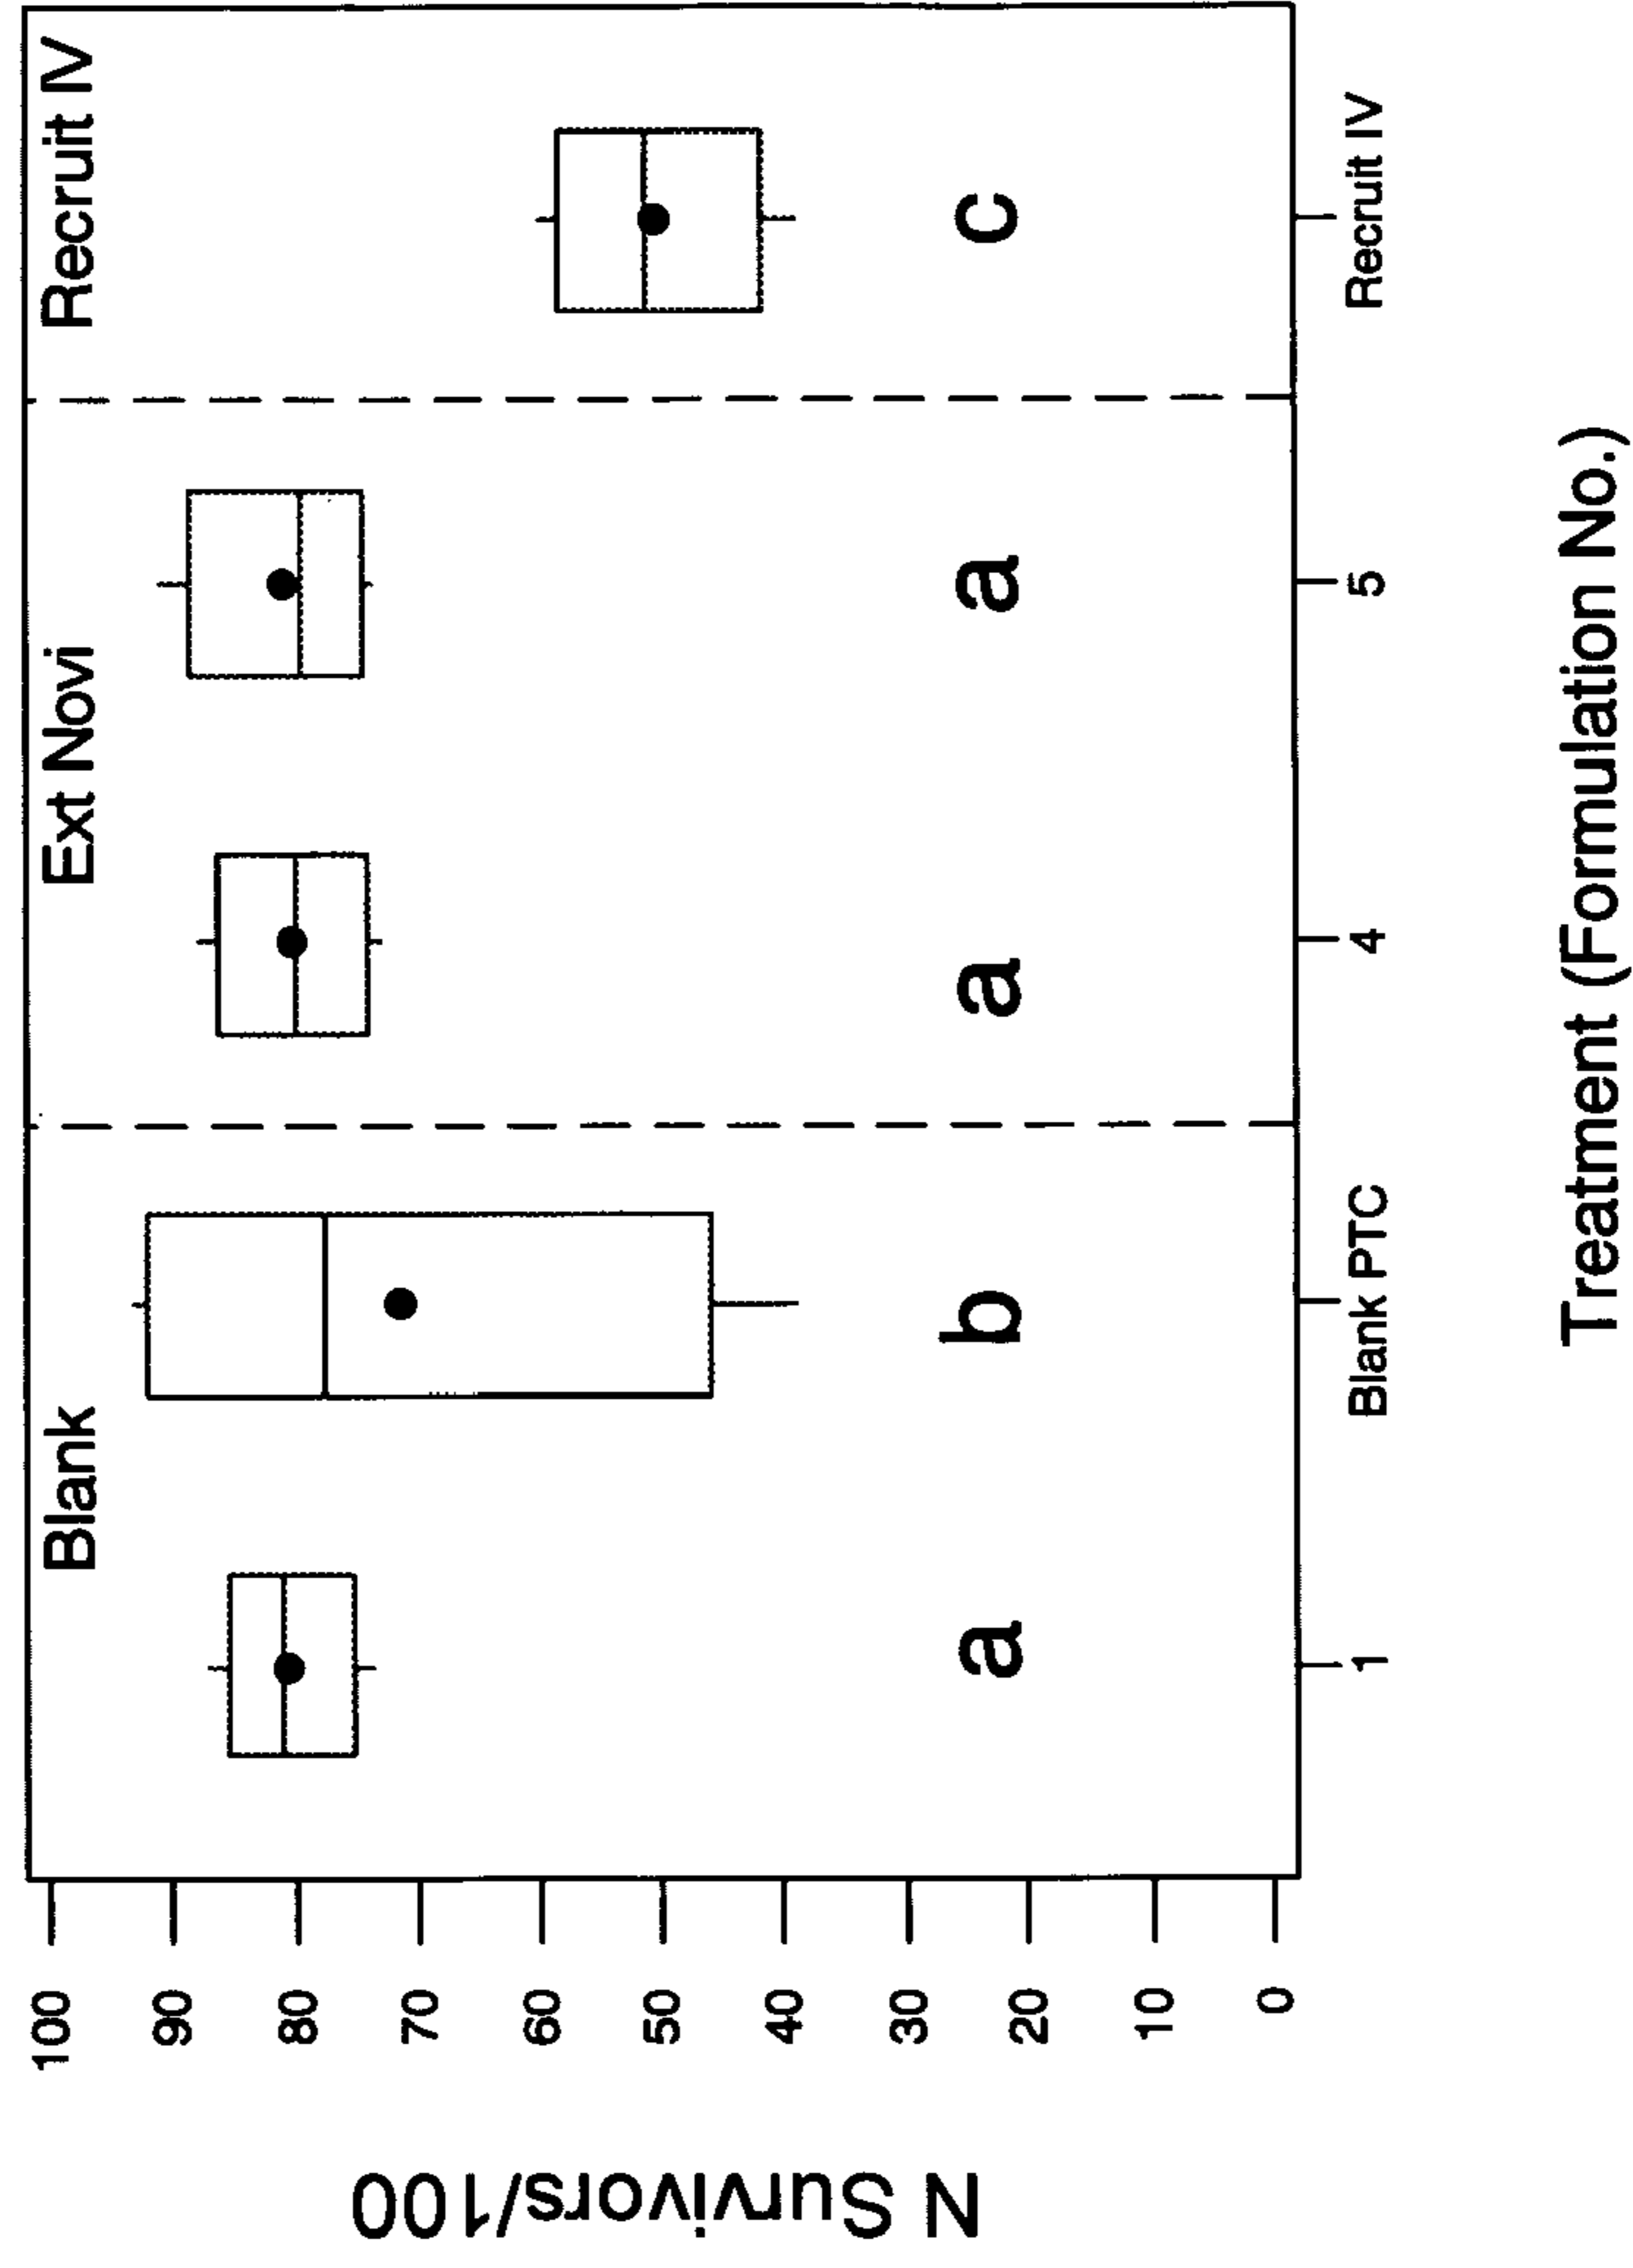 Blank
Ext Novi
Recruit IV
N Survivors/100
100
90
80
70
60
50
40
30
20
10
0
a
b
a
a
c
1
Blank PTC
4
5
Recruit IV
Treatment (Formulation No.)